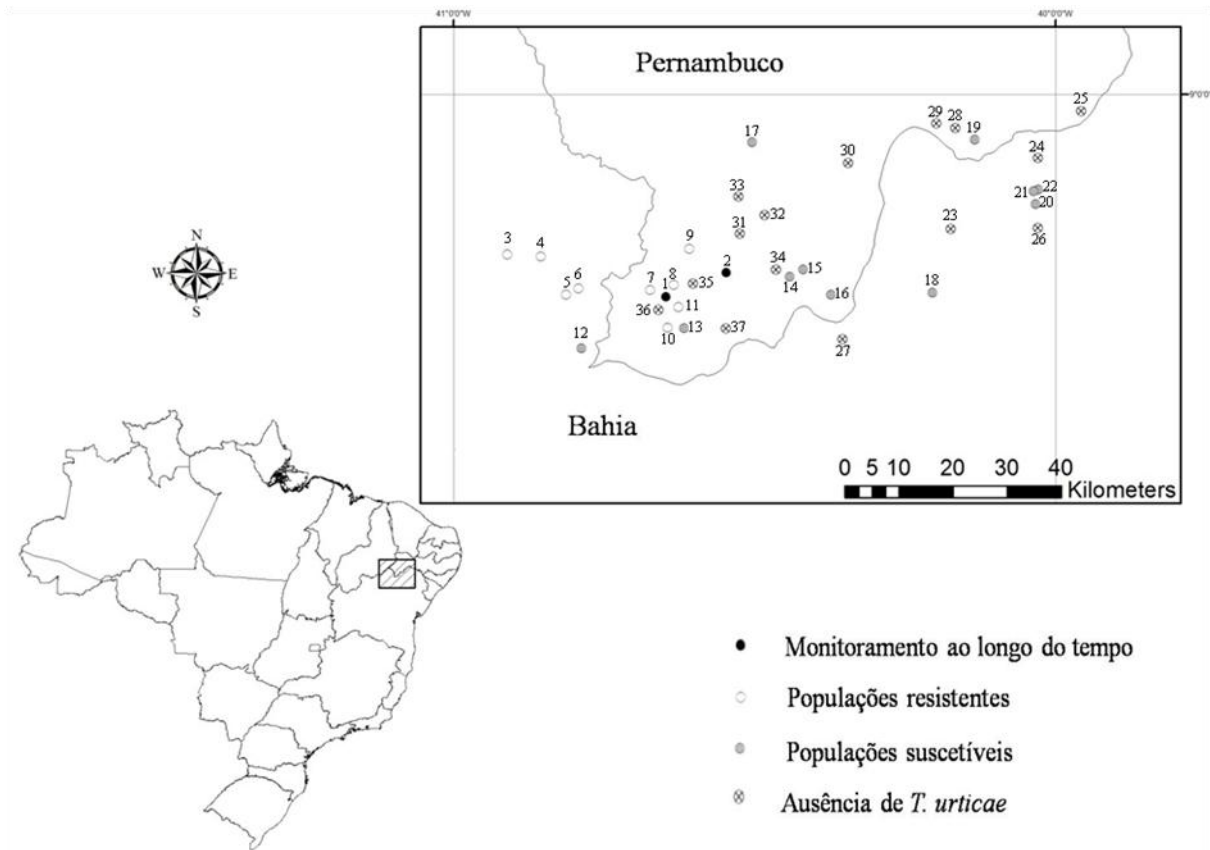 41°0'0"W 40°0'0"W
Pernambuco
9°0'0"
25
29 28 19
17
30 24
33
21 22
20
32
23 26
31
9
3 4
2
34 15
14
6 7 8 35
5 1 16 18
36 11
10 13 37
12 27
N
W E
S
Bahia
0 5 10 20 30 40
Kilometers
Monitoramento ao longo do tempo
Populações resistentes
Populações suscetíveis
Ausência de T. urticae